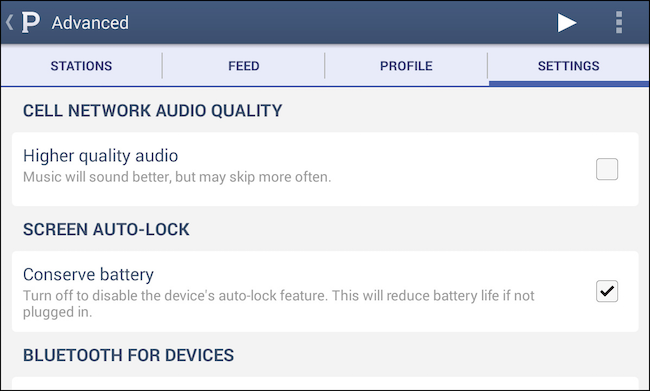 P Advanced
STATIONS FEED PROFILE SETTINGS
CELL NETWORK AUDIO QUALITY
Higher quality audio
Music will sound better, but may skip more often.
SCREEN AUTO-LOCK
Conserve battery
Turn off to disable the device's auto-lock feature. This will reduce battery life if not
plugged in.
BLUETOOTH FOR DEVICES